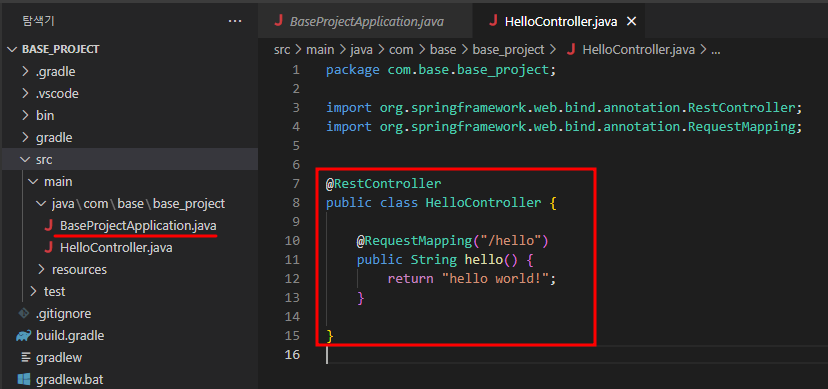 탐색기 ...
BASE_PROJECT
.gradle
.vscode
bin
gradle
src
main
java\com\base\base_project
BaseProjectApplication.java
HelloController.java
resources
test
.gitignore
build.gradle
gradlew
gradlew.bat
BaseProjectApplication.java HelloController.java
src > main > java > com > base > base_project > HelloController.java > ...
1 package com.base.base_project;
2
3 import org.springframework.web.bind.annotation.RestController;
4 import org.springframework.web.bind.annotation.RequestMapping;
5
6
7 @RestController
8 public class HelloController {
9
10 @RequestMapping("/hello")
11 public String hello() {
12 return "hello world!";
13 }
14
15 }
16